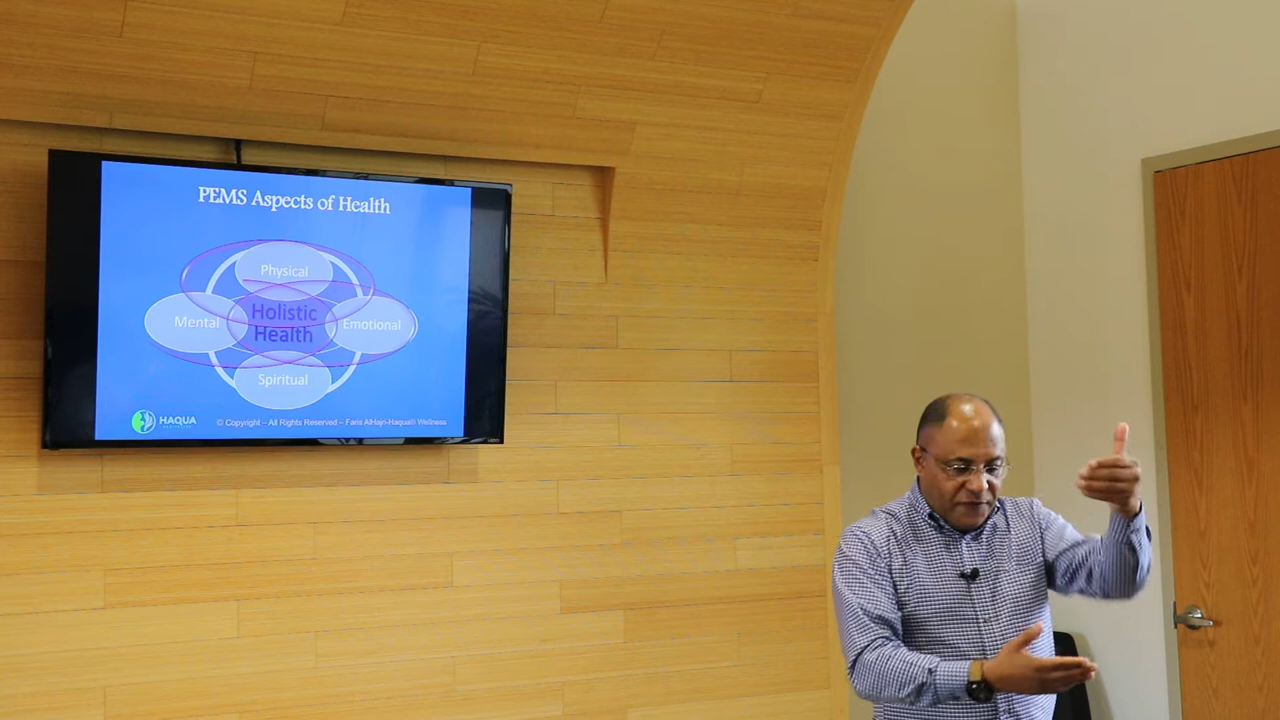 PEMS Aspects of Health
Physical
Mental
Holistic
Health
Emotional
Spiritual
HAQUA
© Copyright – All Rights Reserved – Faris AlHajri-Haqua® Wellness